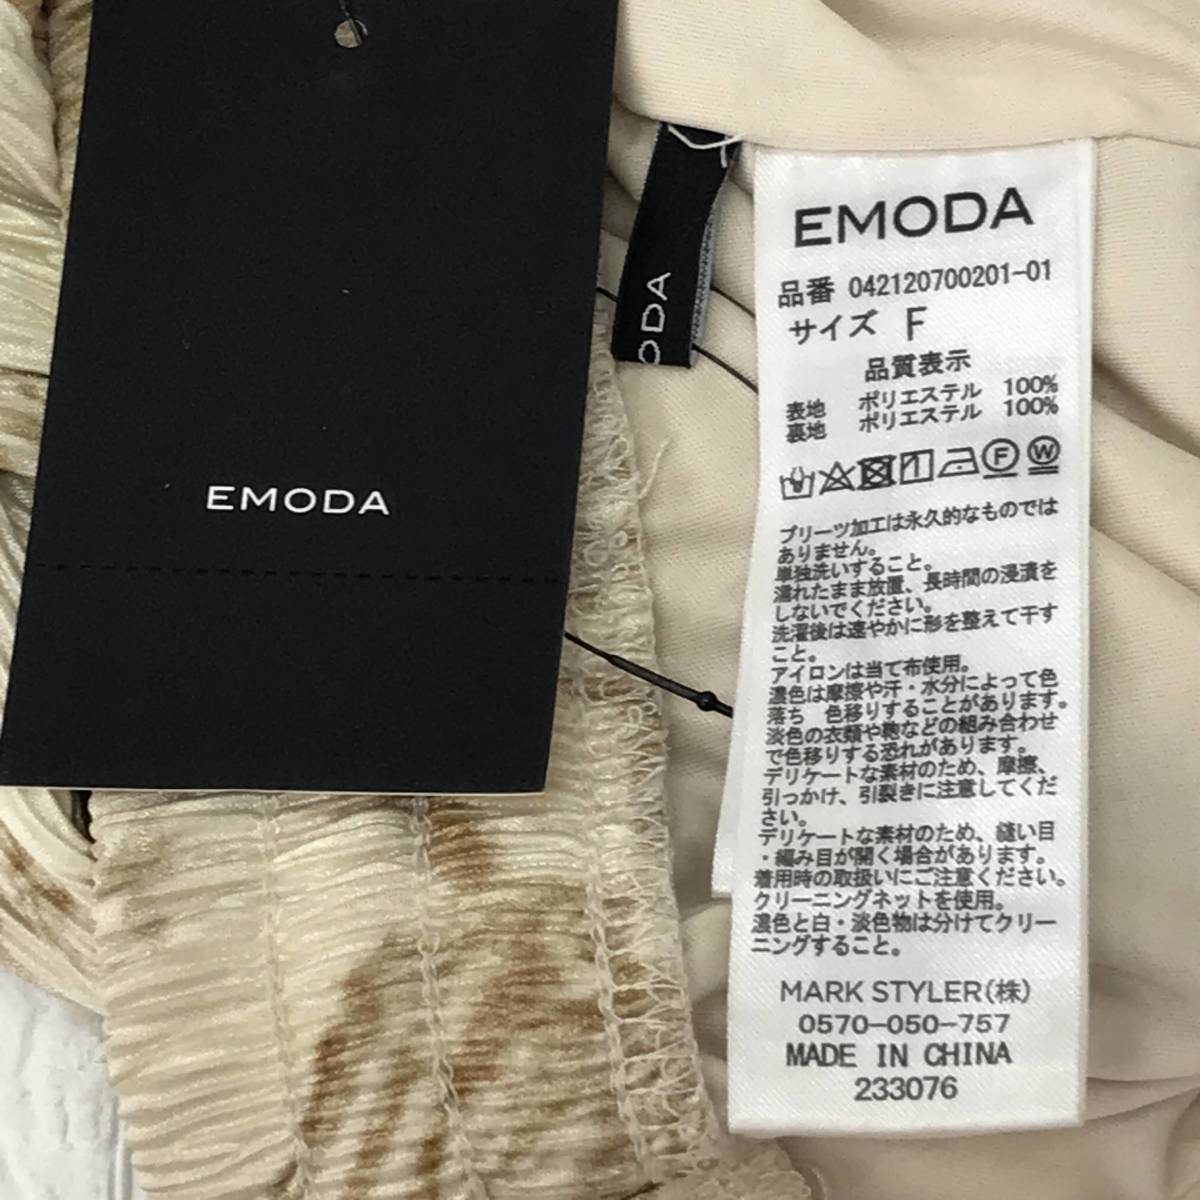 EMODA
ODA
EMODA
品番 042120700201-01
サイズ F
品質表示
表地 ポリエステル 100%
裏地 ポリエステル 100%
F W
プリーツ加工は永久的なものでは
ありません。
単独洗いすること。
濡れたまま放置、長時間の浸漬を
しないでください。
洗濯後は速やかに形を整えて干す
こと。
アイロンは当て布使用。
濃色は摩擦や汗・水分によって色
落ち 色移りすることがあります。
淡色の衣類や鞄などの組み合わせ
で色移りする恐れがあります。
デリケートな素材のため、摩擦、
引っかけ、引裂きに注意してくだ
さい。
デリケートな素材のため、縫い目
・編み目が開く場合があります。
着用時の取扱いにご注意ください。
クリーニングネットを使用。
濃色と白・淡色物は分けてクリー
ニングすること。
MARK STYLER(株)
0570-050-757
MADE IN CHINA
233076